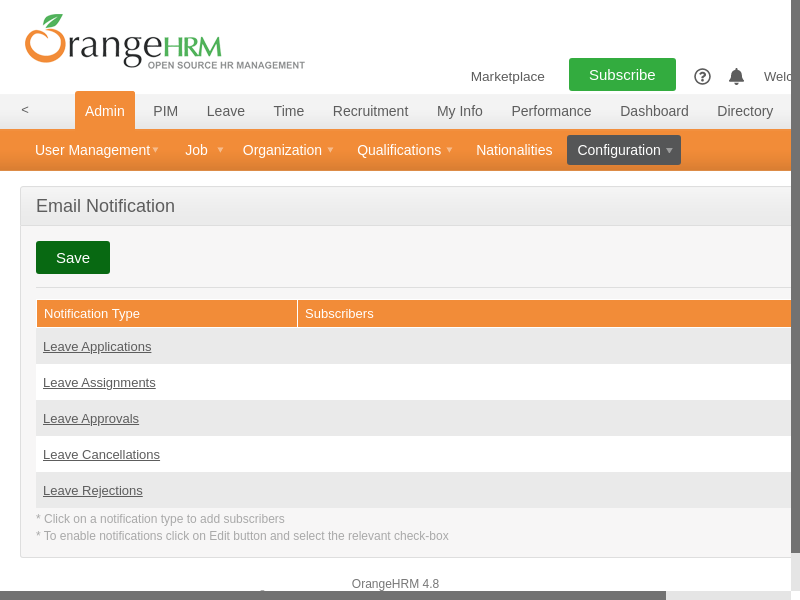 OrangeHRM
OPEN SOURCE HR MANAGEMENT
Marketplace
Subscribe
<
Admin
PIM
Leave
Time
Recruitment
My Info
Performance
Dashboard
Directory
User Management
Job
Organization
Qualifications
Nationalities
Configuration
Email Notification
Save
Notification Type
Subscribers
Leave Applications
Leave Assignments
Leave Approvals
Leave Cancellations
Leave Rejections
* Click on a notification type to add subscribers
* To enable notifications click on Edit button and select the relevant check-box
OrangeHRM 4.8